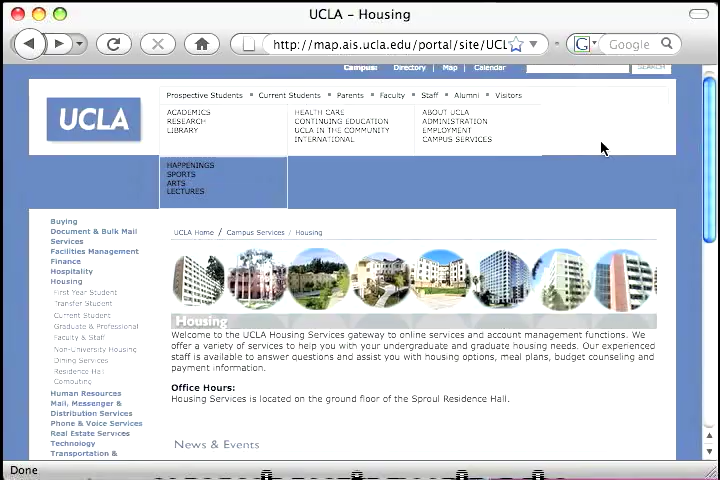 UCLA – Housing
http://map.ais.ucla.edu/portal/site/UCL
G
Google
Campus: Directory | Map | Calendar
SEARCH
Prospective Students Current Students Parents Faculty Staff Alumni Visitors
UCLA
ACADEMICS
RESEARCH
LIBRARY
HEALTH CARE
CONTINUING EDUCATION
UCLA IN THE COMMUNITY
INTERNATIONAL
ABOUT UCLA
ADMINISTRATION
EMPLOYMENT
CAMPUS SERVICES
HAPPENINGS
SPORTS
ARTS
LECTURES
Buying
Document & Bulk Mail
Services
Facilities Management
Finance
Hospitality
Housing
First Year Student
Transfer Student
Current Student
Graduate & Professional
Faculty & Staff
Non-University Housing
Dining Services
Residence Hall
Computing
Human Resources
Mail, Messenger &
Distribution Services
Phone & Voice Services
Real Estate Services
Technology
Transportation &
UCLA Home / Campus Services / Housing
Housing
Welcome to the UCLA Housing Services gateway to online services and account management functions. We
offer a variety of services to help you with your undergraduate and graduate housing needs. Our experienced
staff is available to answer questions and assist you with housing options, meal plans, budget counseling and
payment information.
Office Hours:
Housing Services is located on the ground floor of the Sproul Residence Hall.
News & Events
Done